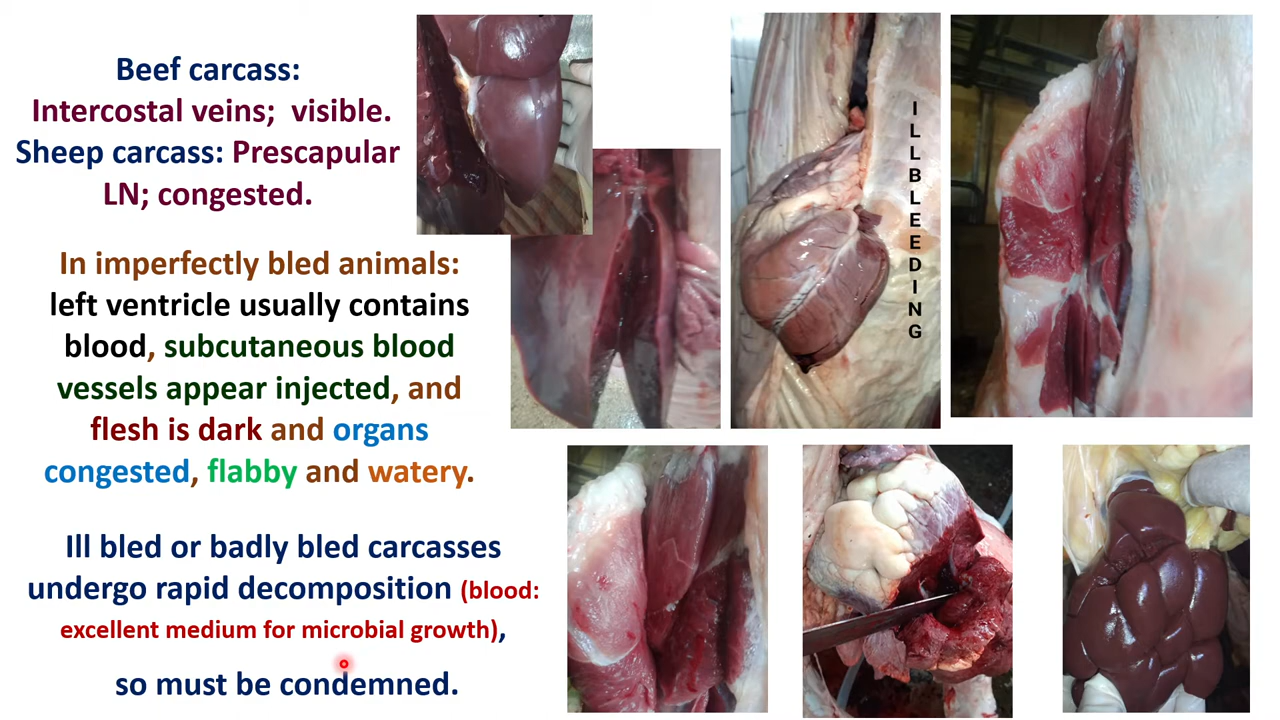 Beef carcass:
Intercostal veins; visible.
Sheep carcass: Prescapular
LN; congested.
In imperfectly bled animals:
left ventricle usually contains
blood, subcutaneous blood
vessels appear injected, and
flesh is dark and organs
congested, flabby and watery.
Ill bled or badly bled carcasses
undergo rapid decomposition (blood:
excellent medium for microbial growth),
so must be condemned.
ILLBLEEDING